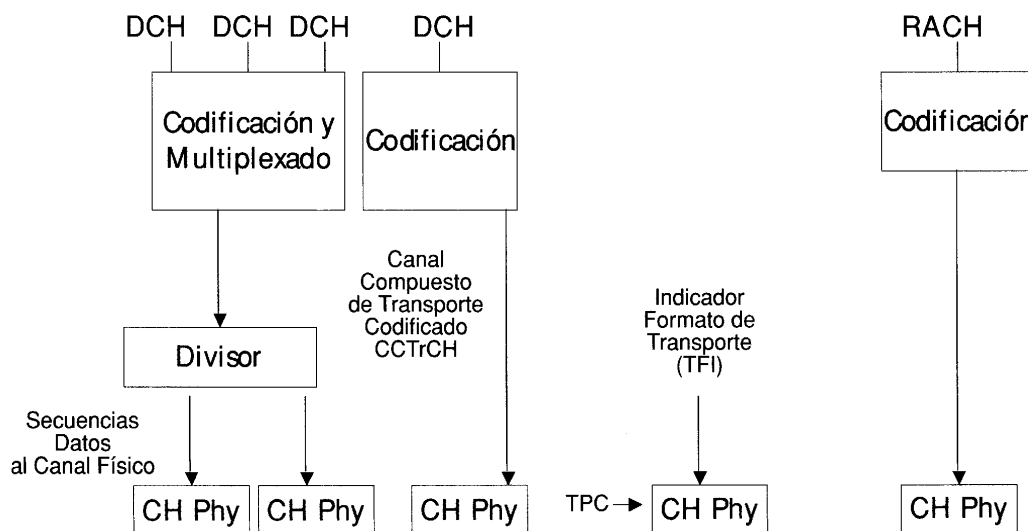 DCH DCH DCH DCH RACH
Codificación y
Multiplexado
Codificación
Codificación
Canal
Compuesto
de Transporte
Codificado
CCTrCH
Indicador
Formato de
Transporte
(TFI)
Divisor
Secuencias
Datos
al Canal Físico
CH Phy CH Phy CH Phy TPC CH Phy CH Phy